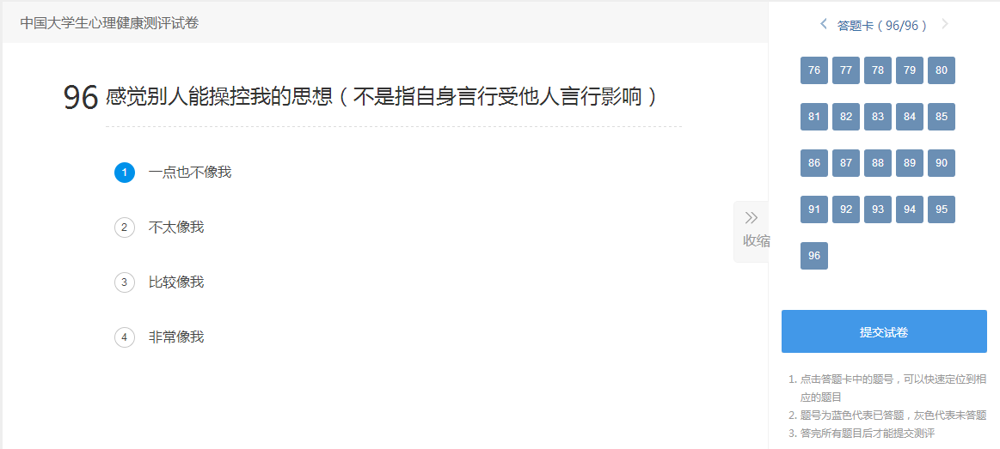 中国大学生心理健康测评试卷
96 感觉别人能操控我的思想（不是指自身言行受他人言行影响）
1 一点也不像我
2 不太像我
3 比较像我
4 非常像我
收缩
答题卡（96/96）
76 77 78 79 80
81 82 83 84 85
86 87 88 89 90
91 92 93 94 95
96
提交试卷
1. 点击答题卡中的题号，可以快速定位到相
应的题目
2. 题号为蓝色代表已答题，灰色代表未答题
3. 答完所有题目后才能提交测评